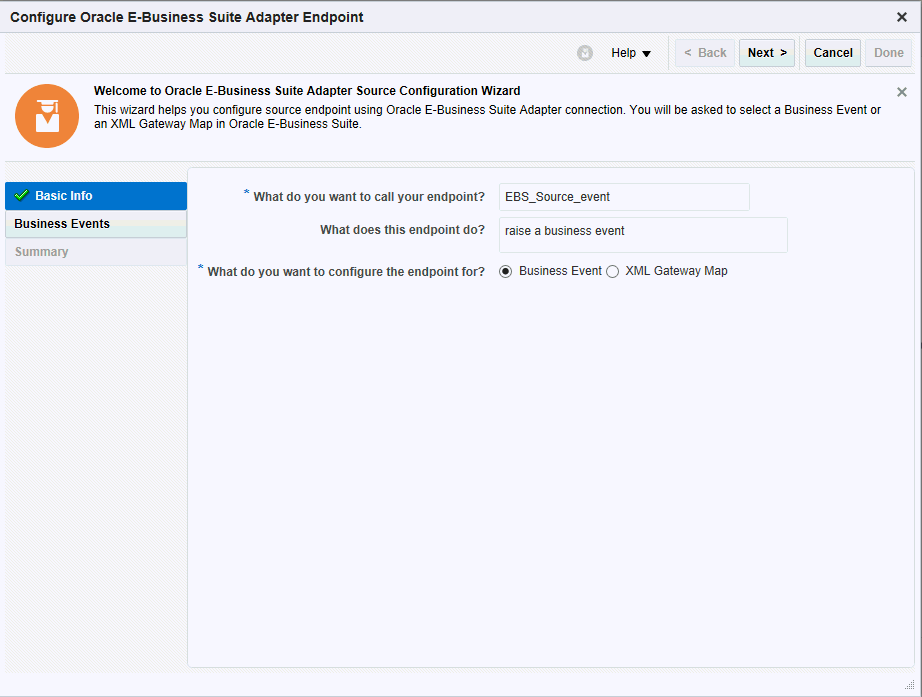 Configure Oracle E-Business Suite Adapter Endpoint
Help
< Back
Next >
Cancel
Done
Welcome to Oracle E-Business Suite Adapter Source Configuration Wizard
This wizard helps you configure source endpoint using Oracle E-Business Suite Adapter connection. You will be asked to select a Business Event or
an XML Gateway Map in Oracle E-Business Suite.
Basic Info
Business Events
Summary
* What do you want to call your endpoint? EBS_Source_event
What does this endpoint do? raise a business event
* What do you want to configure the endpoint for? Business Event XML Gateway Map